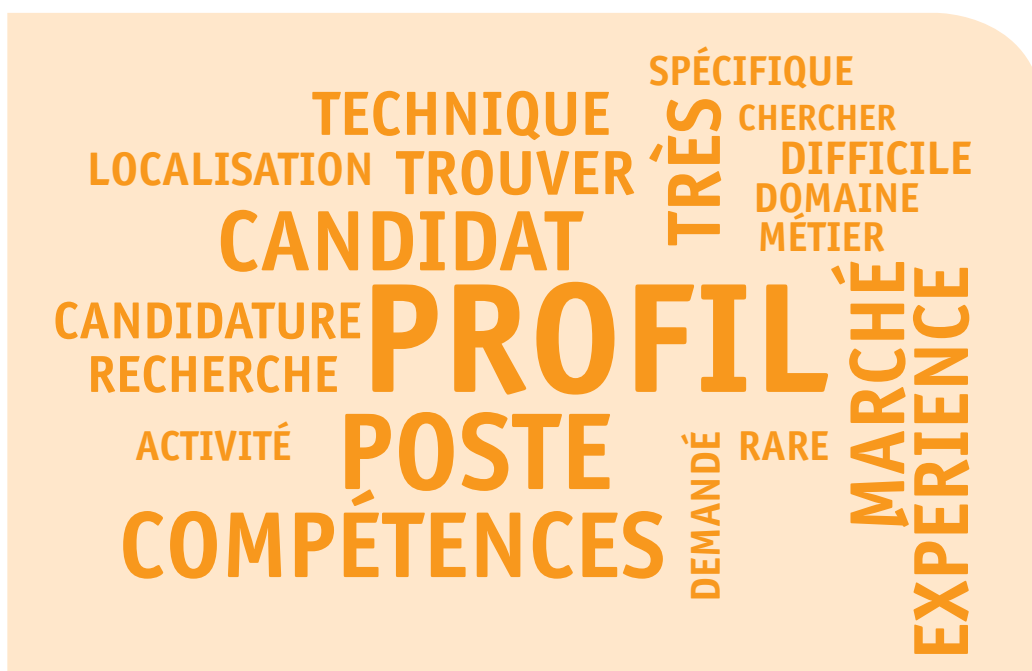 SPÉCIFIQUE
TECHNIQUE
TRÈS
CHERCHER
LOCALISATION
TROUVER
DIFFICILE
DOMAINE
CANDIDAT
MÉTIER
CANDIDATURE
PROFIL
MARCHÉ
EXPÉRIENCE
RECHERCHE
ACTIVITÉ
POSTE
DEMANDÉ
RARE
COMPÉTENCES